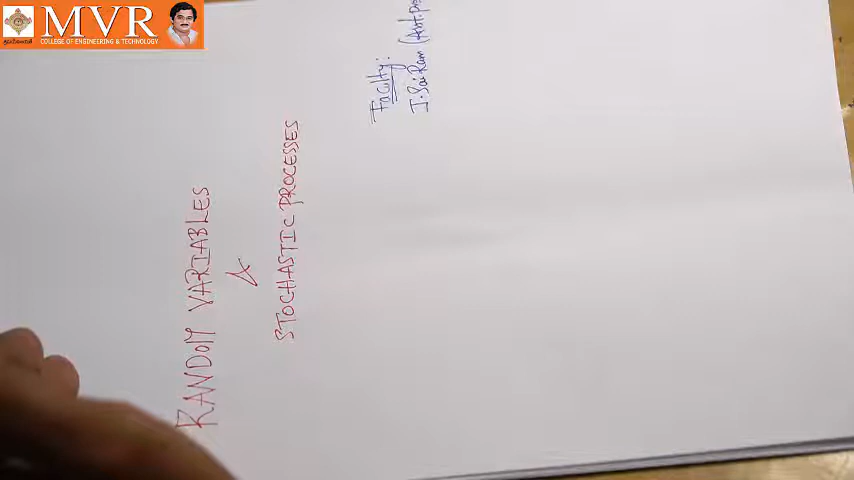 MVR
COLLEGE OF ENGINEERING & TECHNOLOGY
RANDOM VARIABLES
&
STOCHASTIC PROCESSES
Faculty:
J. Sai Ram